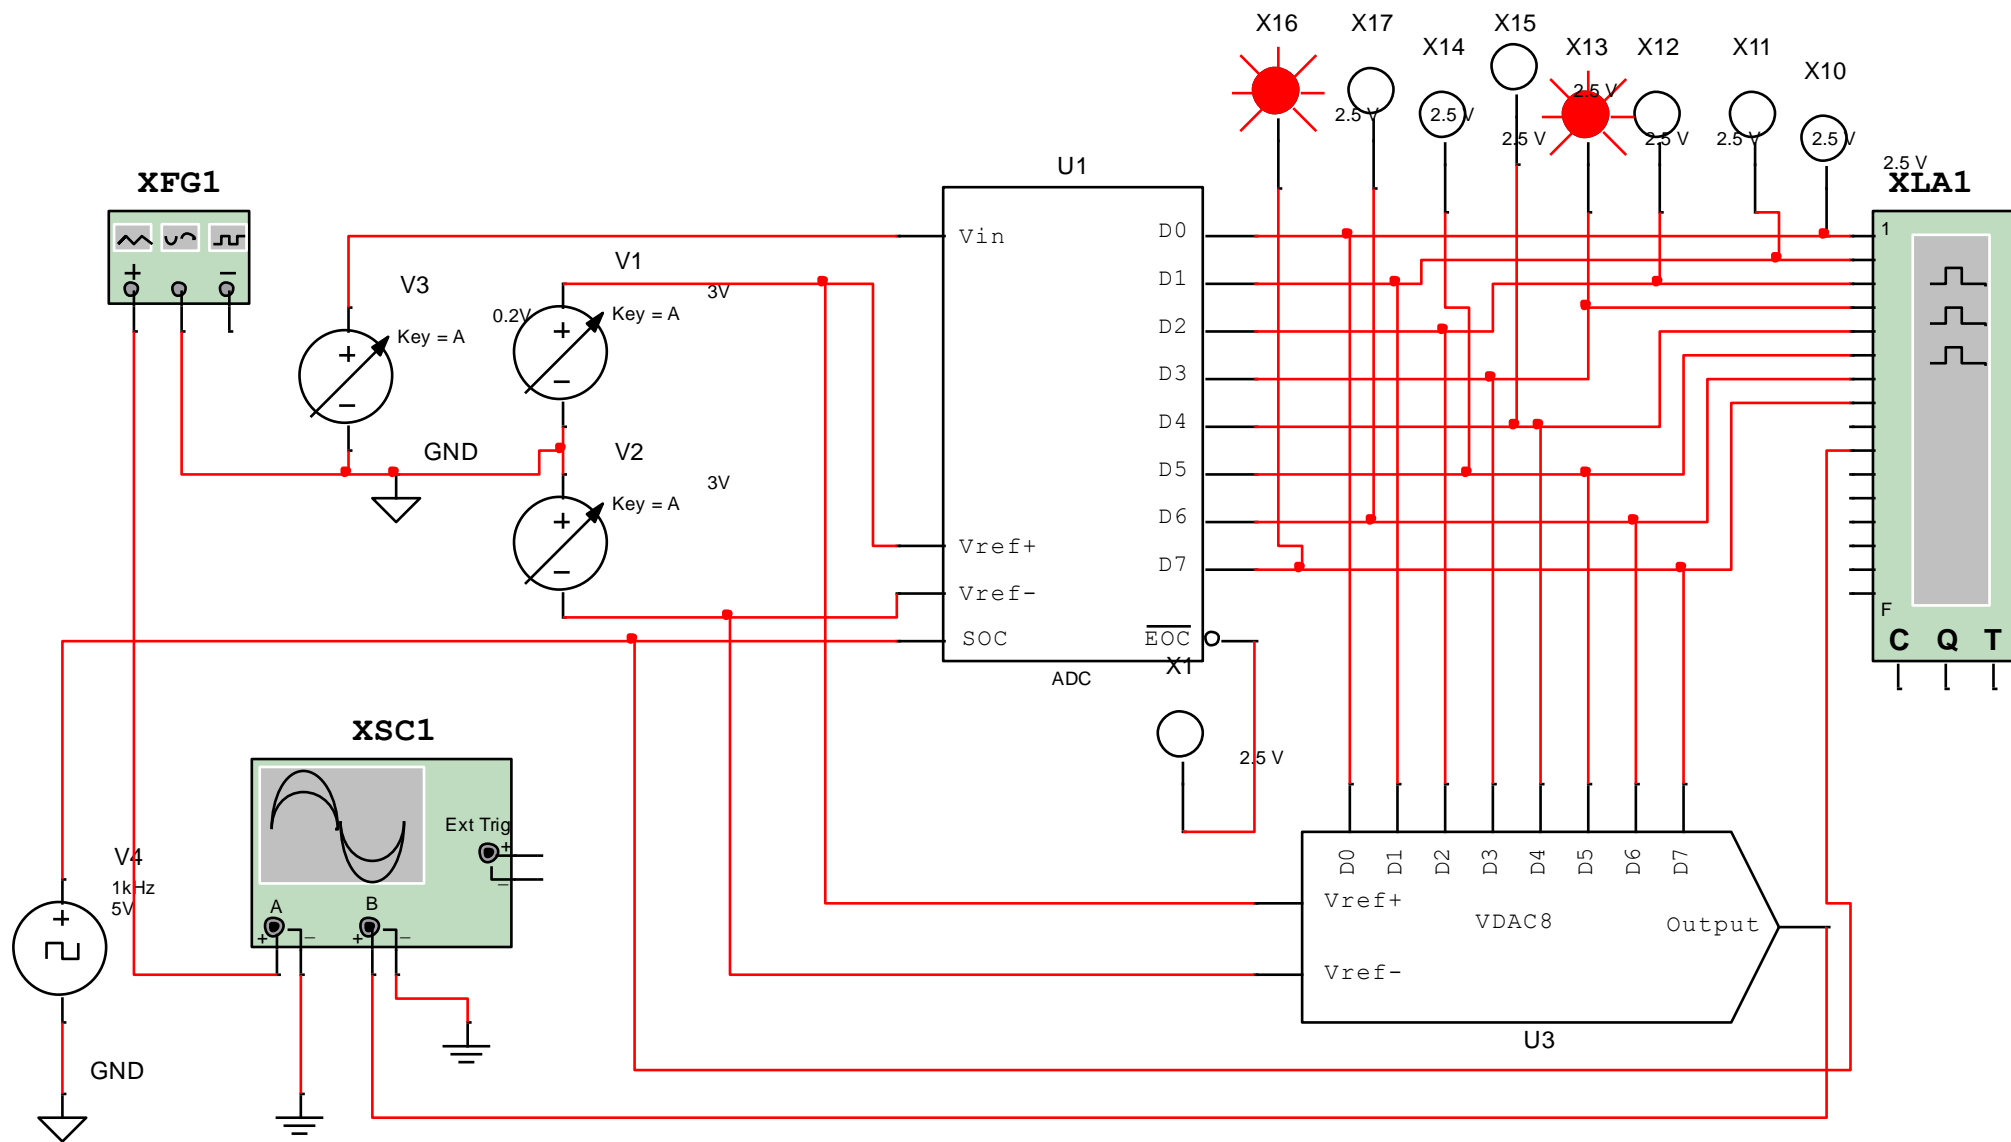 X16
X17
X14
X15
X13
X12
X11
X10
2.5 V
2.5 V
2.5 V
2.5 V
2.5 V
2.5 V
2.5 V
2.5 V
XLA1
1
F
C Q T
XFG1
+
−
V3
Key = A
+
−
0.2V
V1
3V
Key = A
+
−
V2
3V
Key = A
+
−
GND
U1
Vin
Vref+
Vref-
SOC
D0
D1
D2
D3
D4
D5
D6
D7
EOC
ADC
X1
2.5 V
XSC1
Ext Trig
+
−
A
B
+
−
+
−
V4
1kHz
5V
+
GND
D0
D1
D2
D3
D4
D5
D6
D7
Vref+
VDAC8
Output
Vref-
U3